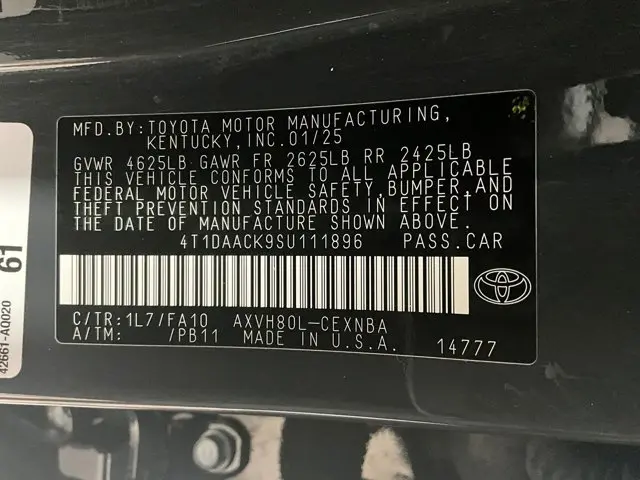 MFD.BY:TOYOTA MOTOR MANUFACTURING,
KENTUCKY,INC.01/25
GVWR 4625LB GAWR FR 2625LB RR 2425LB
THIS VEHICLE CONFORMS TO ALL APPLICABLE
FEDERAL MOTOR VEHICLE SAFETY,BUMPER,AND
THEFT PREVENTION STANDARDS IN EFFECT ON
THE DATE OF MANUFACTURE SHOWN ABOVE.
4T1DAACK9SU111896 PASS.CAR
C/TR:1L7/FA10 AXVH80L-CEXNBA
A/TM: /PB11 MADE IN U.S.A. 14777
61
42661-A0020